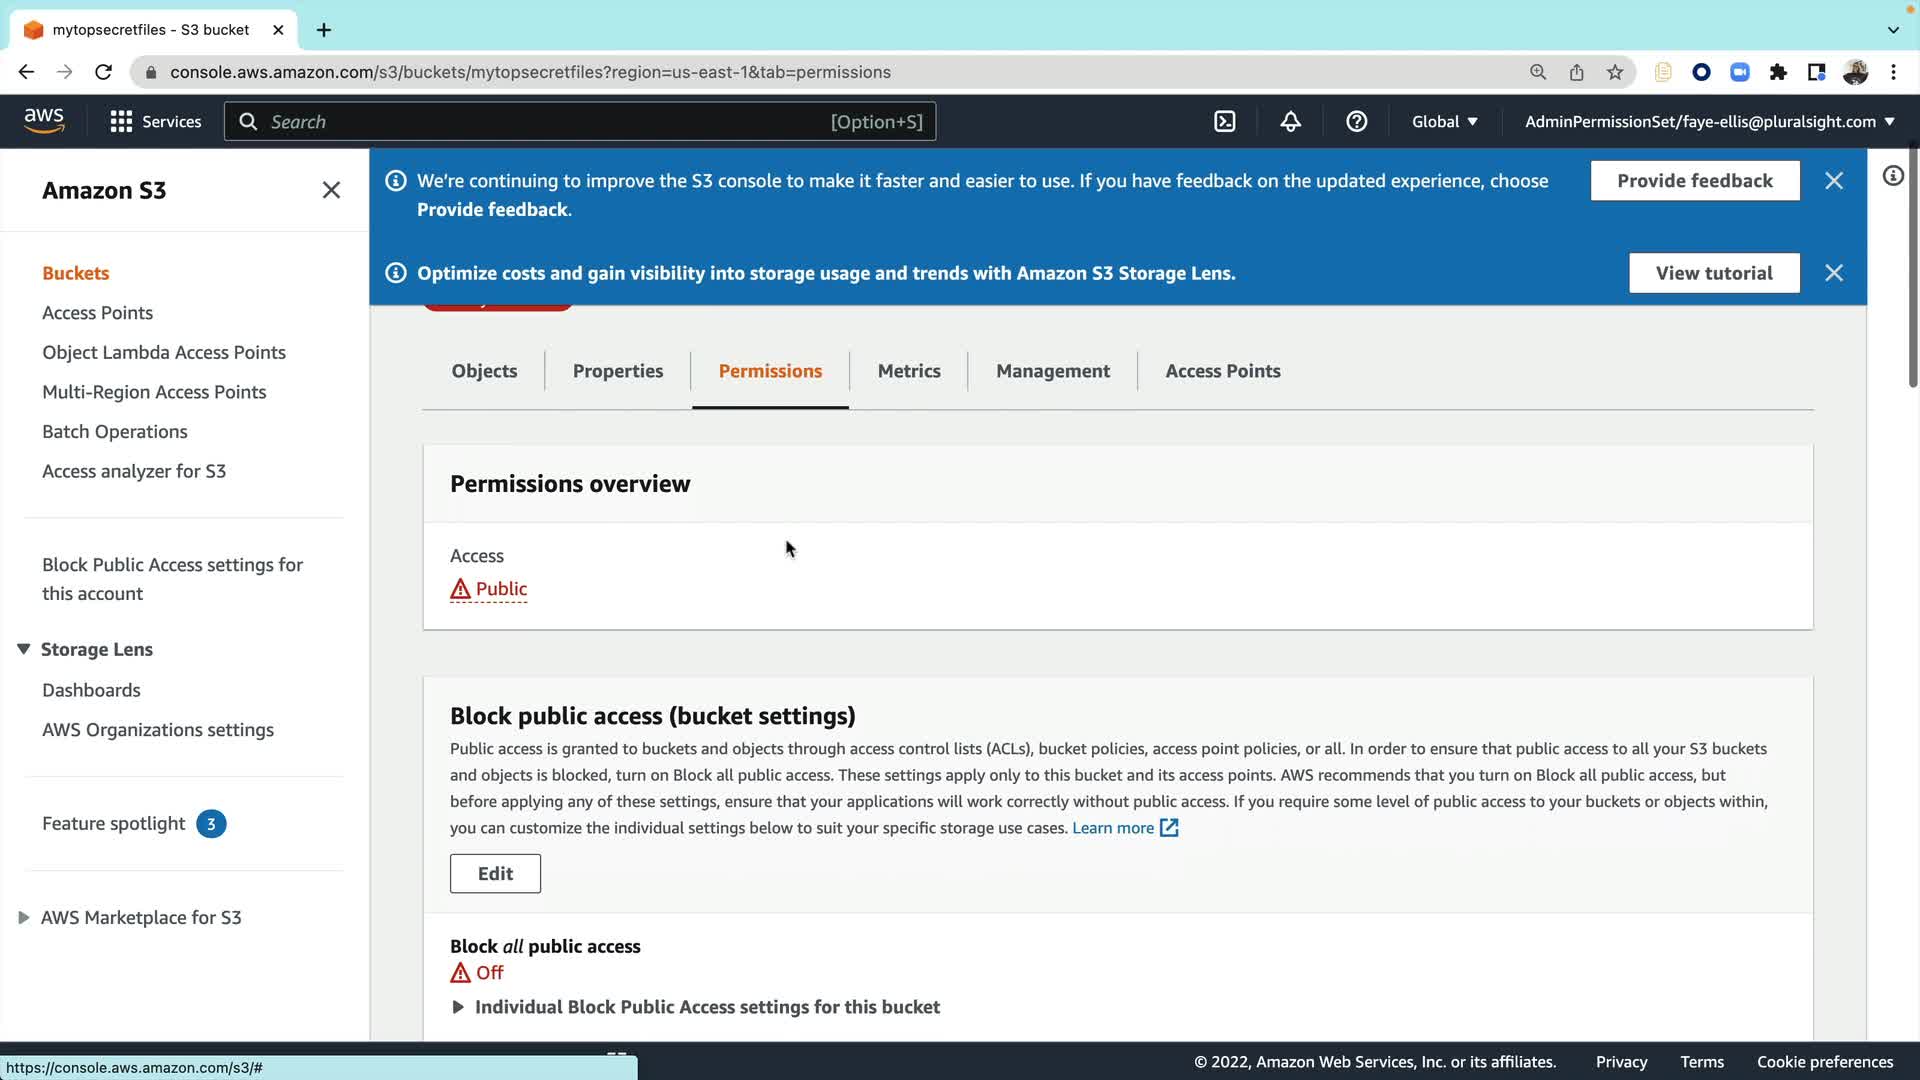 mytopsecretfiles - S3 bucket
console.aws.amazon.com/s3/buckets/mytopsecretfiles?region=us-east-1&tab=permissions
aws
Services
Search
[Option+S]
Global
AdminPermissionSet/faye-ellis@pluralsight.com
Amazon S3
Buckets
Access Points
Object Lambda Access Points
Multi-Region Access Points
Batch Operations
Access analyzer for S3
Block Public Access settings for
this account
Storage Lens
Dashboards
AWS Organizations settings
Feature spotlight 3
AWS Marketplace for S3
We're continuing to improve the S3 console to make it faster and easier to use. If you have feedback on the updated experience, choose
Provide feedback.
Provide feedback
Optimize costs and gain visibility into storage usage and trends with Amazon S3 Storage Lens.
View tutorial
Objects
Properties
Permissions
Metrics
Management
Access Points
Permissions overview
Access
Public
Block public access (bucket settings)
Public access is granted to buckets and objects through access control lists (ACLs), bucket policies, access point policies, or all. In order to ensure that public access to all your S3 buckets
and objects is blocked, turn on Block all public access. These settings apply only to this bucket and its access points. AWS recommends that you turn on Block all public access, but
before applying any of these settings, ensure that your applications will work correctly without public access. If you require some level of public access to your buckets or objects within,
you can customize the individual settings below to suit your specific storage use cases. Learn more
Edit
Block all public access
Off
Individual Block Public Access settings for this bucket
https://console.aws.amazon.com/s3/#
© 2022, Amazon Web Services, Inc. or its affiliates.
Privacy
Terms
Cookie preferences